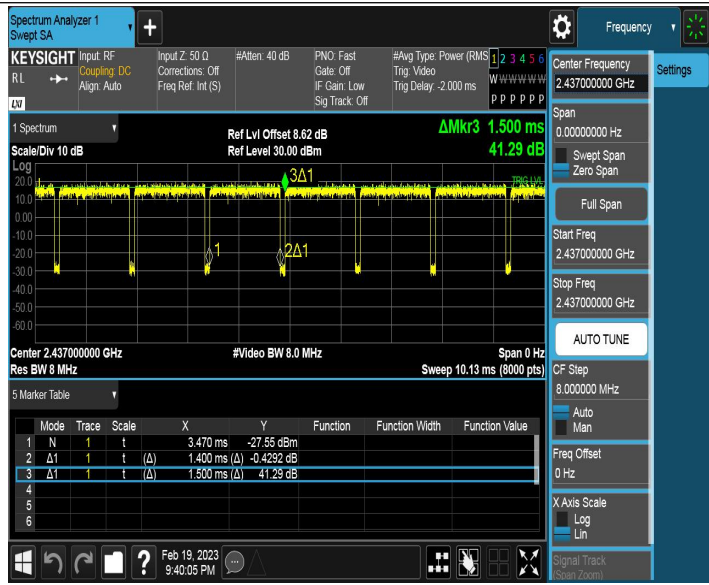 Spectrum Analyzer 1
Swept SA
+
Frequency
KEYSIGHT
RL
LXI
Input: RF
Coupling: DC
Align: Auto
Input Z: 50 Ω
Corrections: Off
Freq Ref: Int (S)
#Atten: 40 dB
PNO: Fast
Gate: Off
IF Gain: Low
Sig Track: Off
#Avg Type: Power (RMS
Trig: Video
Trig Delay: -2.000 ms
1 2 3 4 5 6
W W W W W W
P P P P P P
1 Spectrum
Scale/Div 10 dB
Ref Lvl Offset 8.62 dB
Ref Level 30.00 dBm
ΔMkr3 1.500 ms
41.29 dB
Log
20.0
10.0
0.00
-10.0
-20.0
-30.0
-40.0
-50.0
-60.0
3Δ1
TRIG LVL
1
2Δ1
Center 2.437000000 GHz
Res BW 8 MHz
#Video BW 8.0 MHz
Span 0 Hz
Sweep 10.13 ms (8000 pts)
5 Marker Table
Mode Trace Scale X Y Function Function Width Function Value
1 N 1 t 3.470 ms -27.55 dBm
2 Δ1 1 t (Δ) 1.400 ms (Δ) -0.4292 dB
3 Δ1 1 t (Δ) 1.500 ms (Δ) 41.29 dB
4
5
6
?
Feb 19, 2023
9:40:05 PM
Center Frequency
2.437000000 GHz
Settings
Span
0.00000000 Hz
Swept Span
Zero Span
Full Span
Start Freq
2.437000000 GHz
Stop Freq
2.437000000 GHz
AUTO TUNE
CF Step
8.000000 MHz
Auto
Man
Freq Offset
0 Hz
X Axis Scale
Log
Lin
Signal Track
(Span Zoom)